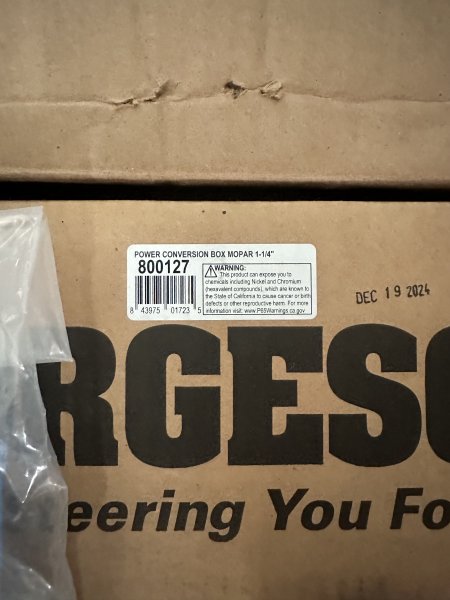 POWER CONVERSION BOX MOPAR 1-1/4"
800127
WARNING:
This product can expose you to
chemicals including Nickel and Chromium
(hexavalent compounds), which are known to
the State of California to cause cancer or birth
defects or other reproductive harm. For more
information visit: www.P65Warnings.ca.gov
8 43975 01723 5
DEC 19 2024
RGESO
eering You Fo